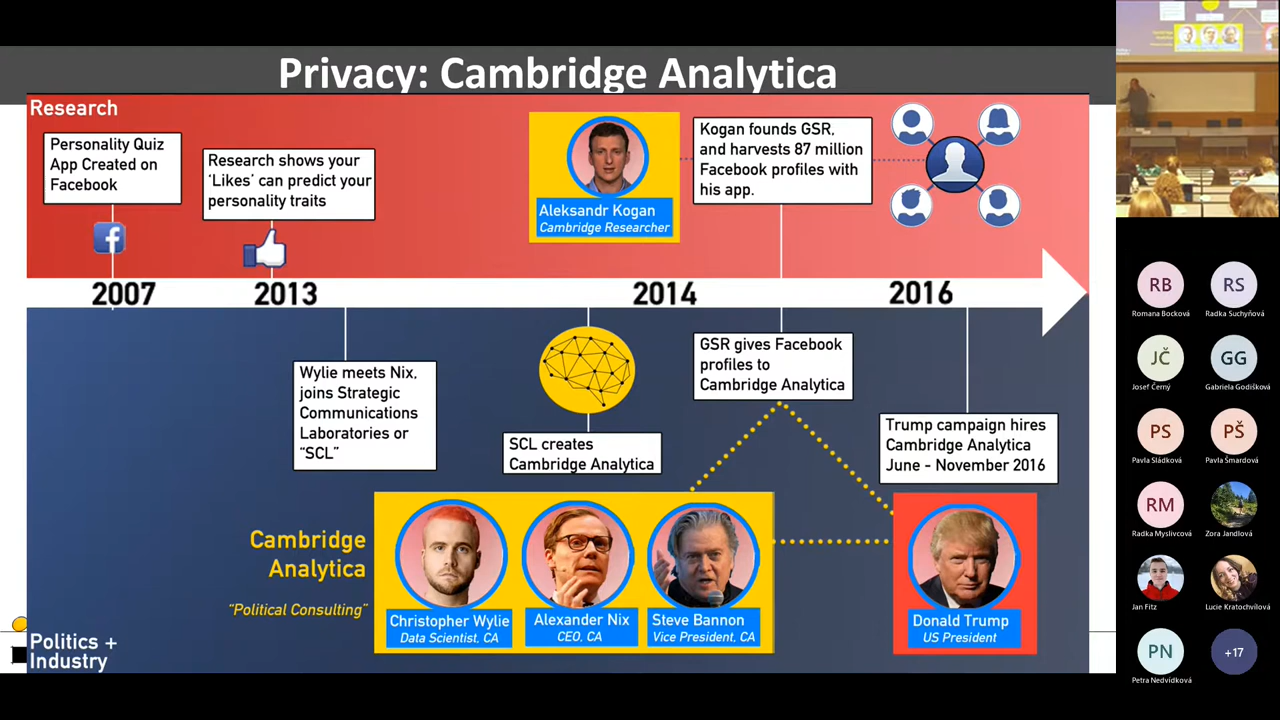 Privacy: Cambridge Analytica
Research
Personality Quiz
App Created on
Facebook
Research shows your
'Likes' can predict your
personality traits
Aleksandr Kogan
Cambridge Researcher
Kogan founds GSR,
and harvests 87 million
Facebook profiles with
his app.
2007
2013
2014
2016
Wylie meets Nix,
joins Strategic
Communications
Laboratories or
"SCL"
SCL creates
Cambridge Analytica
GSR gives Facebook
profiles to
Cambridge Analytica
Trump campaign hires
Cambridge Analytica
June - November 2016
Cambridge
Analytica
"Political Consulting"
Christopher Wylie
Data Scientist, CA
Alexander Nix
CEO, CA
Steve Bannon
Vice President, CA
Donald Trump
US President
Politics +
Industry
RB
Romana Bocková
RS
Radka Suchyňová
JČ
Josef Černý
GG
Gabriela Godišková
PS
Pavla Sládková
PŠ
Pavla Šmardová
RM
Radka Myslivcová
Zora Jandlová
Jan Fitz
Lucie Kratochvílová
PN
Petra Nedvídková
+17